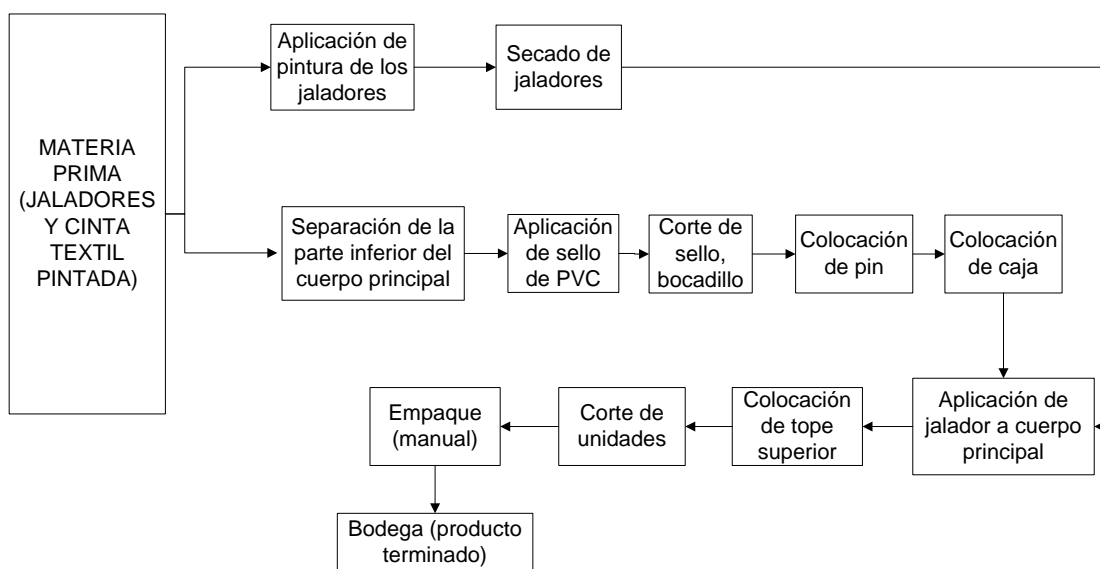 MATERIA
PRIMA
(JALADORES
Y CINTA
TEXTIL
PINTADA)
Aplicación de
pintura de los
jaladores
Secado de
jaladores
Separación de la
parte inferior del
cuerpo principal
Aplicación
de sello
de PVC
Corte de
sello,
bocadillo
Colocación
de pin
Colocación
de caja
Aplicación de
jalador a cuerpo
principal
Colocación
de tope
superior
Corte de
unidades
Empaque
(manual)
Bodega (producto
terminado)